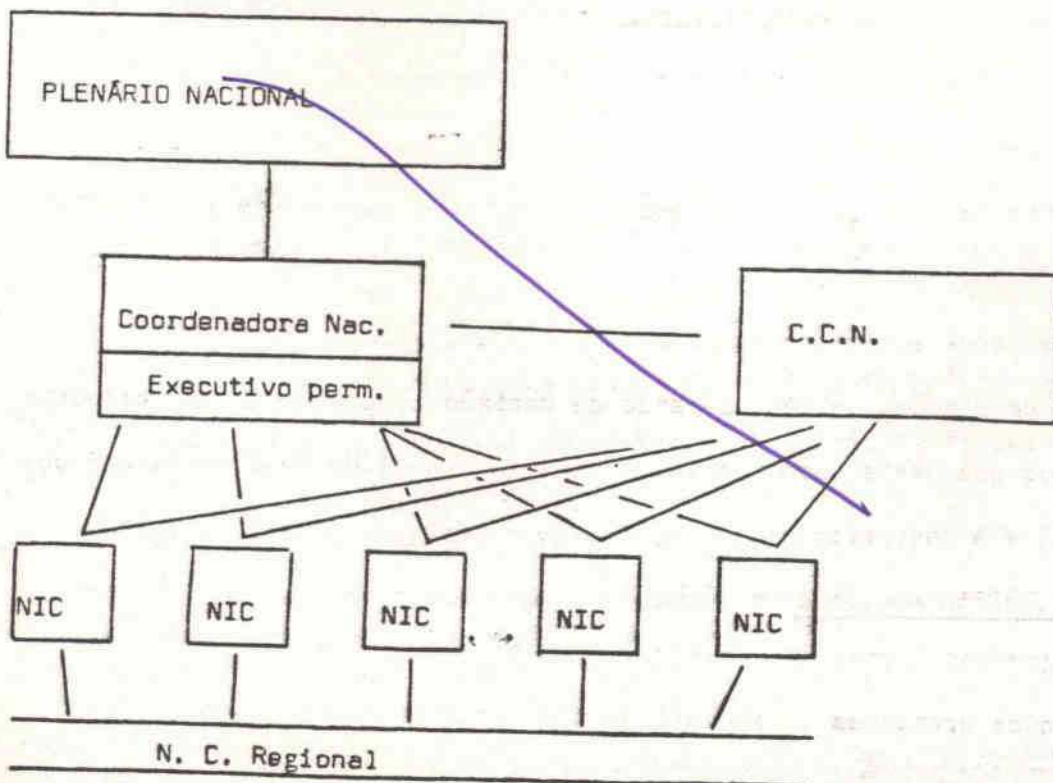 PLENÁRIO NACIONAL
Coordenadora Nac.
C.C.N.
Executivo perm.
NIC NIC NIC NIC NIC
N. C. Regional